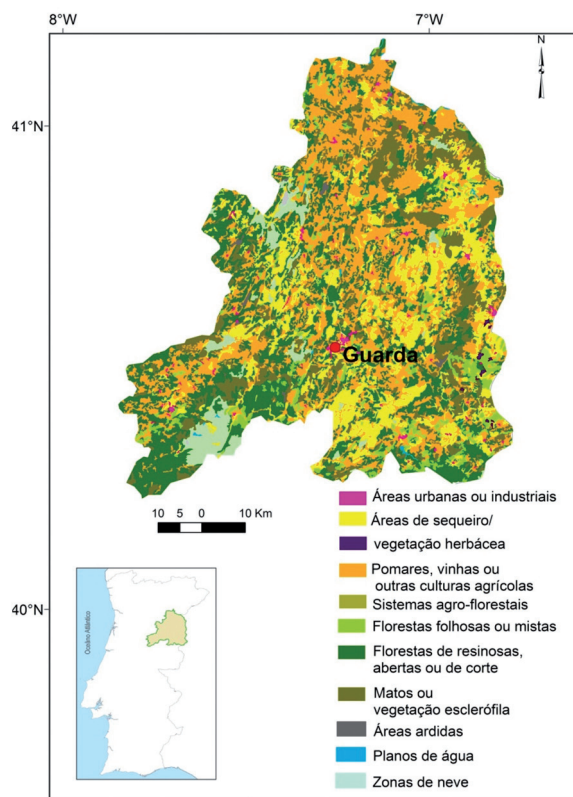 8°W
7°W
N
41°N
Guarda
10 5 0 10 Km
Áreas urbanas ou industriais
Áreas de sequeiro/
vegetação herbácea
Pomares, vinhas ou
outras culturas agrícolas
Sistemas agro-florestais
Florestas folhosas ou mistas
Florestas de resinosas,
abertas ou de corte
Matos ou
vegetação esclerófila
Áreas ardidas
Planos de água
Zonas de neve
40°N
Oceâno Atlântico